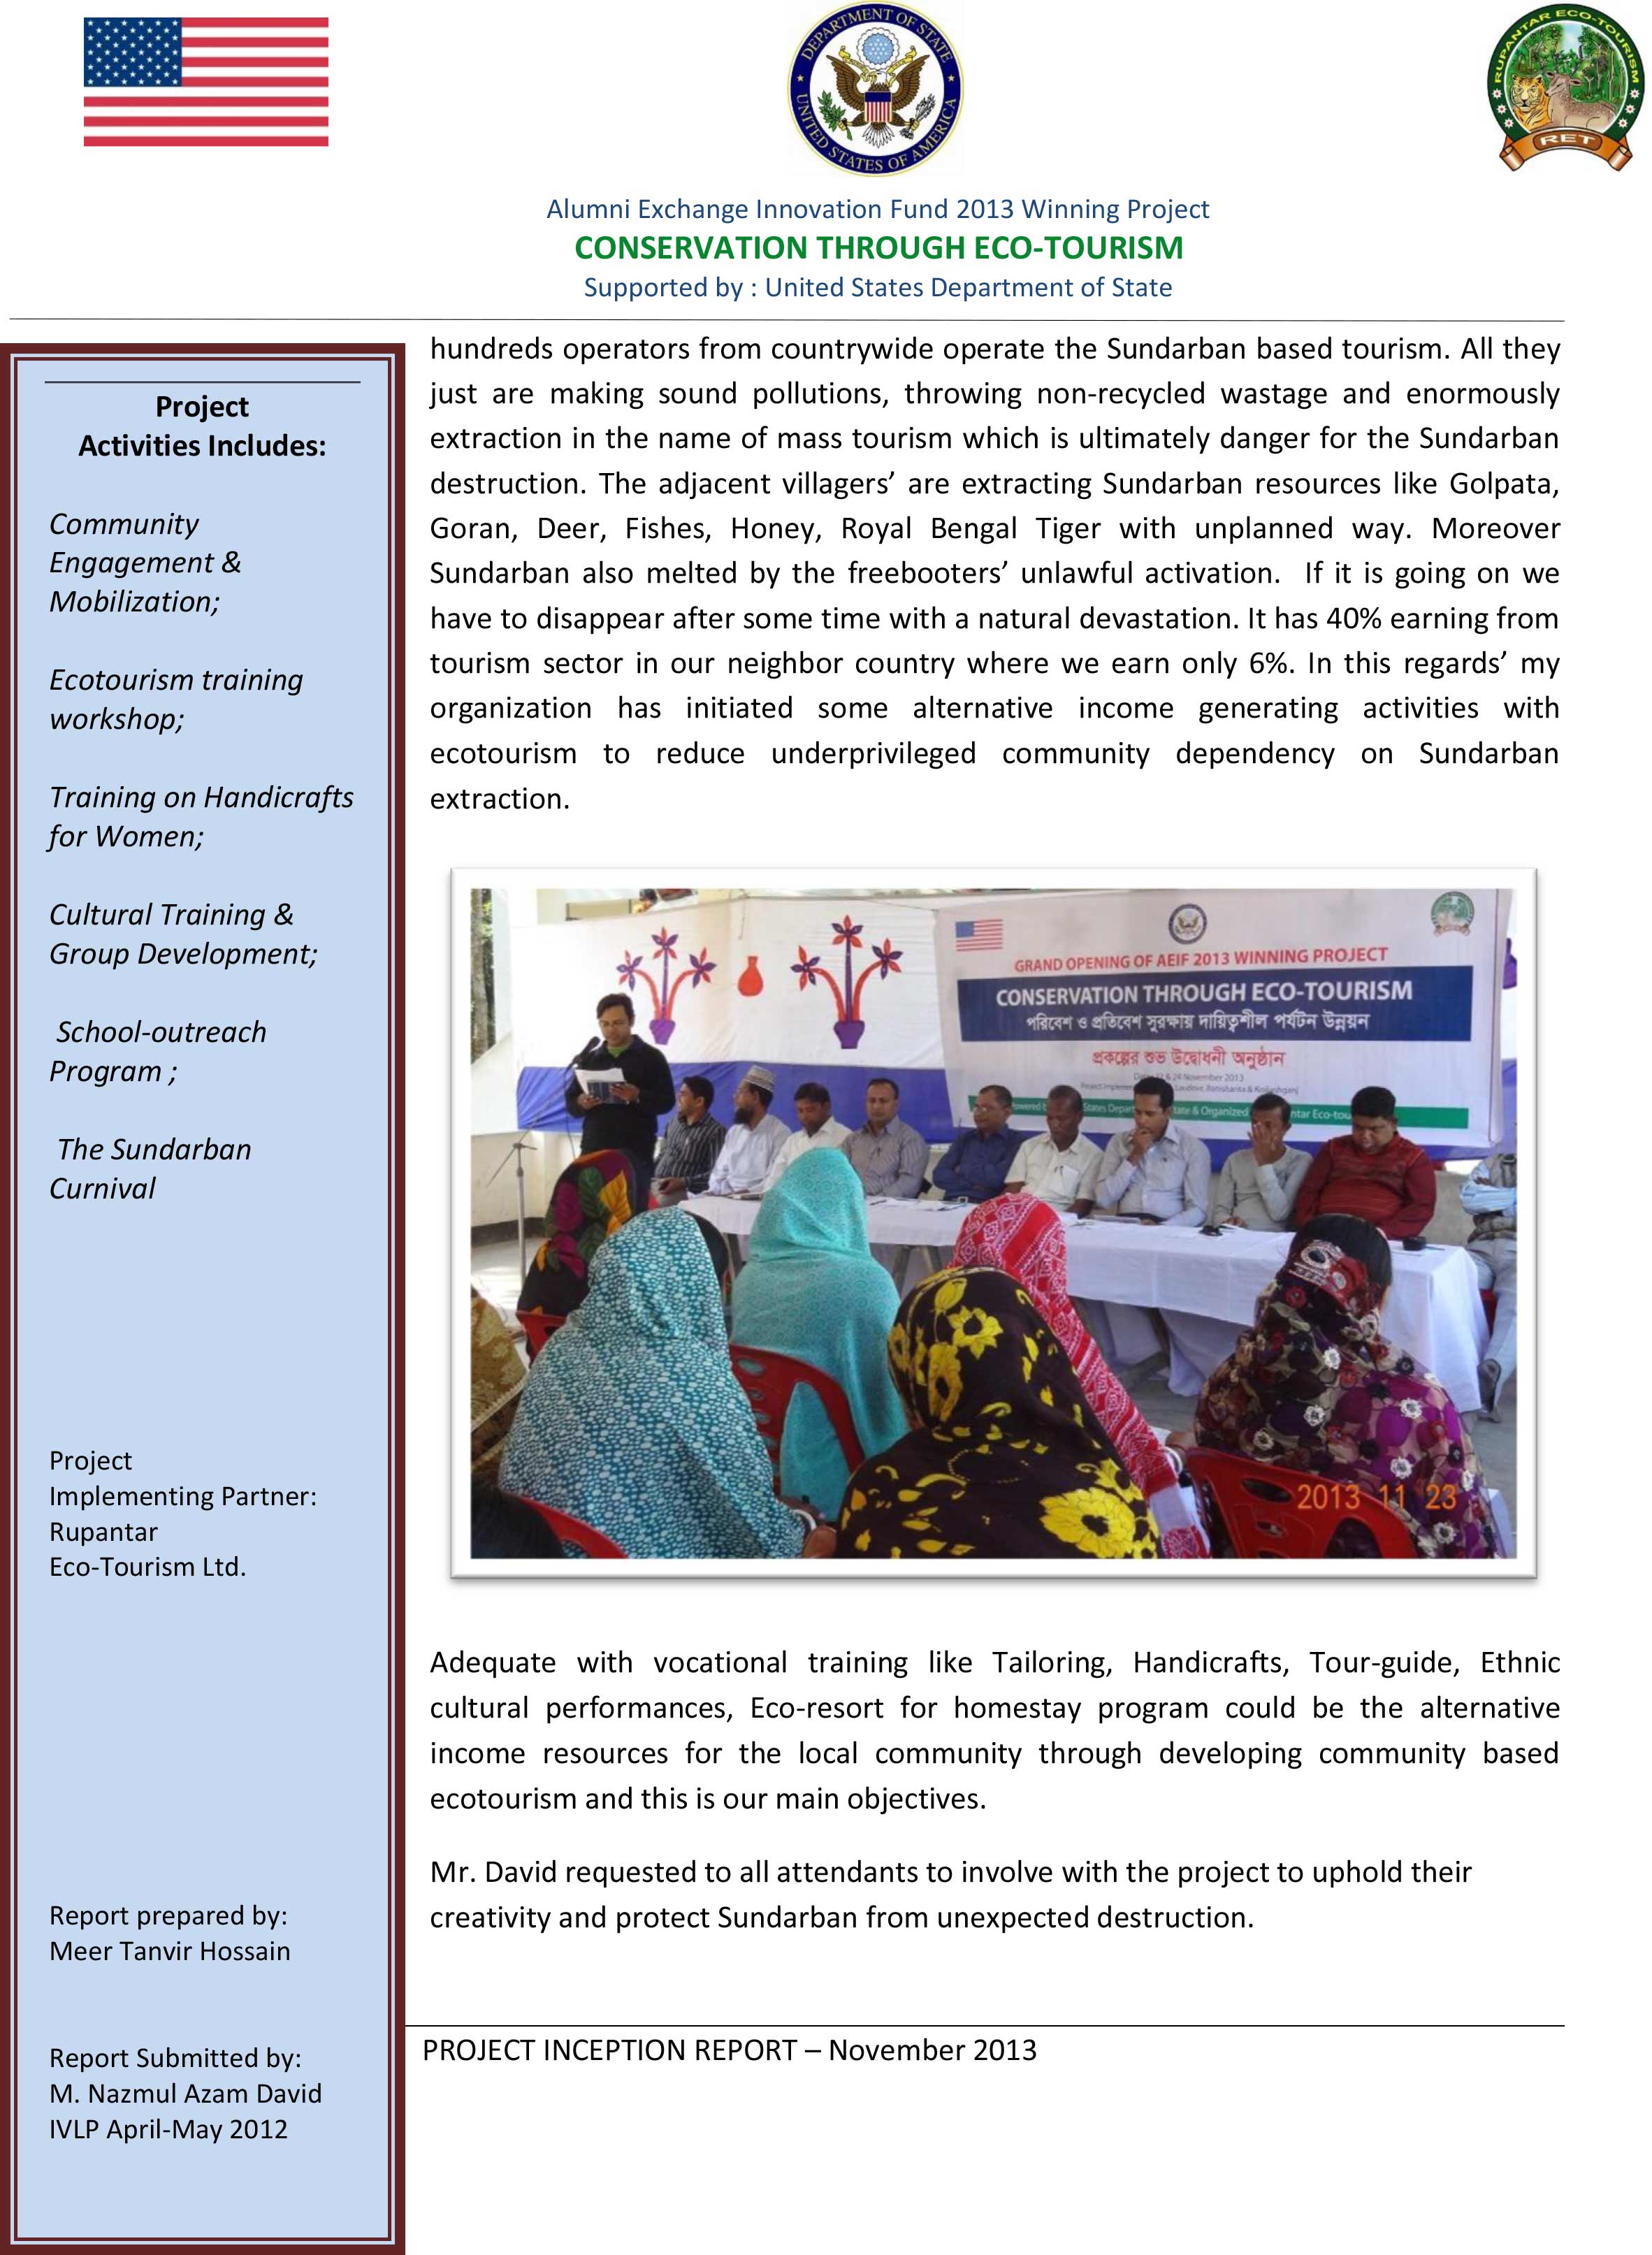 DEPARTMENT OF STATE
UNITED STATES OF AMERICA
RUPANTAR ECO-TOURISM
RET
Alumni Exchange Innovation Fund 2013 Winning Project
CONSERVATION THROUGH ECO-TOURISM
Supported by : United States Department of State
Project
Activities Includes:
Community
Engagement &
Mobilization;
Ecotourism training
workshop;
Training on Handicrafts
for Women;
Cultural Training &
Group Development;
School-outreach
Program ;
The Sundarban
Curnival
Project
Implementing Partner:
Rupantar
Eco-Tourism Ltd.
Report prepared by:
Meer Tanvir Hossain
Report Submitted by:
M. Nazmul Azam David
IVLP April-May 2012
hundreds operators from countrywide operate the Sundarban based tourism. All they
just are making sound pollutions, throwing non-recycled wastage and enormously
extraction in the name of mass tourism which is ultimately danger for the Sundarban
destruction. The adjacent villagers’ are extracting Sundarban resources like Golpata,
Goran, Deer, Fishes, Honey, Royal Bengal Tiger with unplanned way. Moreover
Sundarban also melted by the freebooters’ unlawful activation.  If it is going on we
have to disappear after some time with a natural devastation. It has 40% earning from
tourism sector in our neighbor country where we earn only 6%. In this regards’ my
organization has initiated some alternative income generating activities with
ecotourism to reduce underprivileged community dependency on Sundarban
extraction.
GRAND OPENING OF AEIF 2013 WINNING PROJECT
CONSERVATION THROUGH ECO-TOURISM
পরিবেশ ও প্রতিবেশ সুরক্ষায় দায়িত্বশীল পর্যটন উন্নয়ন
প্রকল্পের শুভ উদ্বোধনী অনুষ্ঠান
& 24 November 2013
Project Laudove, Banishanta &
Powered States & Organized Eco-tou
2013 11 23
Adequate with vocational training like Tailoring, Handicrafts, Tour-guide, Ethnic
cultural performances, Eco-resort for homestay program could be the alternative
income resources for the local community through developing community based
ecotourism and this is our main objectives.
Mr. David requested to all attendants to involve with the project to uphold their
creativity and protect Sundarban from unexpected destruction.
PROJECT INCEPTION REPORT – November 2013